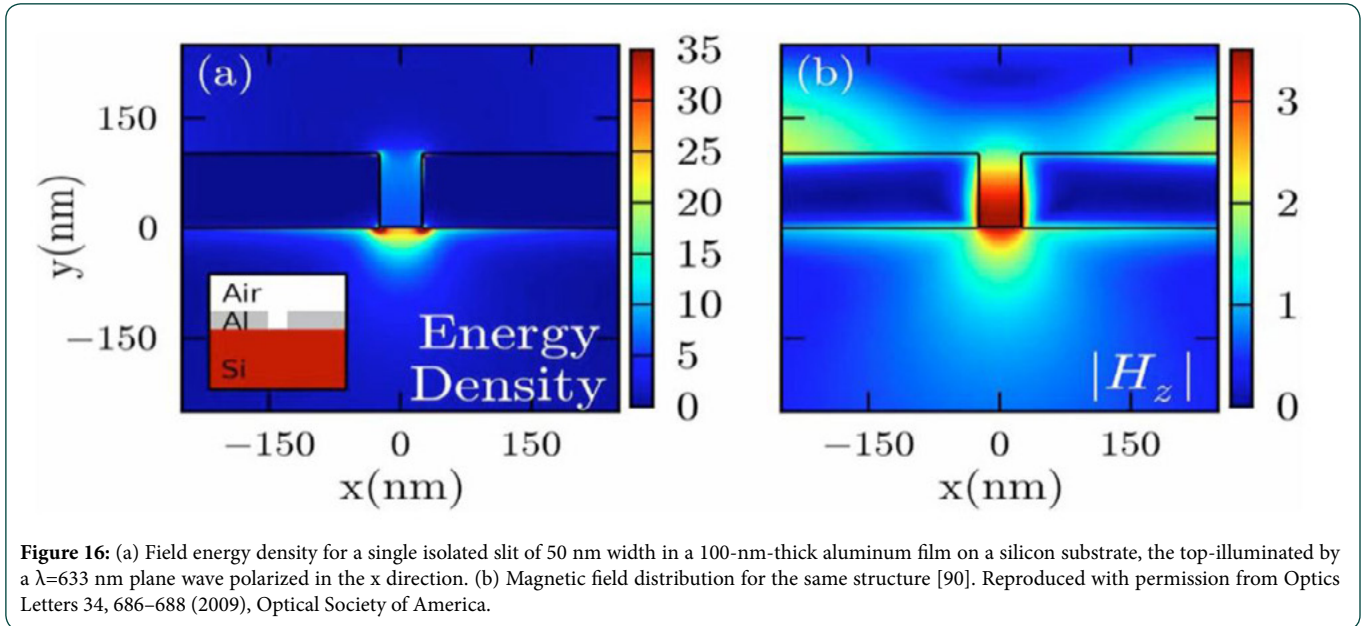 (a)
35
30
25
20
15
10
5
0
150
0
−150
y(nm)
Air
Al
Si
Energy
Density
−150
0
150
x(nm)
(b)
3
2
1
0
|H_z|
−150
0
150
x(nm)
Figure 16: (a) Field energy density for a single isolated slit of 50 nm width in a 100-nm-thick aluminum film on a silicon substrate, the top-illuminated by
a λ=633 nm plane wave polarized in the x direction. (b) Magnetic field distribution for the same structure [90]. Reproduced with permission from Optics
Letters 34, 686–688 (2009), Optical Society of America.